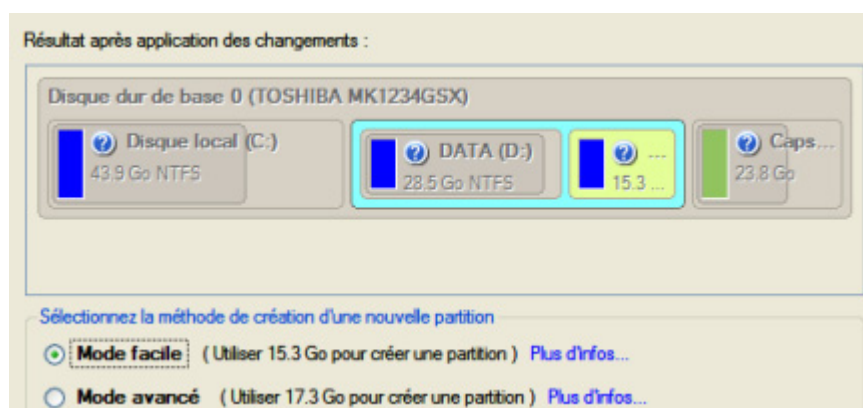 Résultat après application des changements :
Disque dur de base 0 (TOSHIBA MK1234GSX)
Disque local (C:)
43.9 Go NTFS
DATA (D:)
28.5 Go NTFS
...
15.3 ...
Caps...
23.8 Go
Sélectionnez la méthode de création d'une nouvelle partition
Mode facile ( Utiliser 15.3 Go pour créer une partition ) Plus d'infos...
Mode avancé ( Utiliser 17.3 Go pour créer une partition ) Plus d'infos...